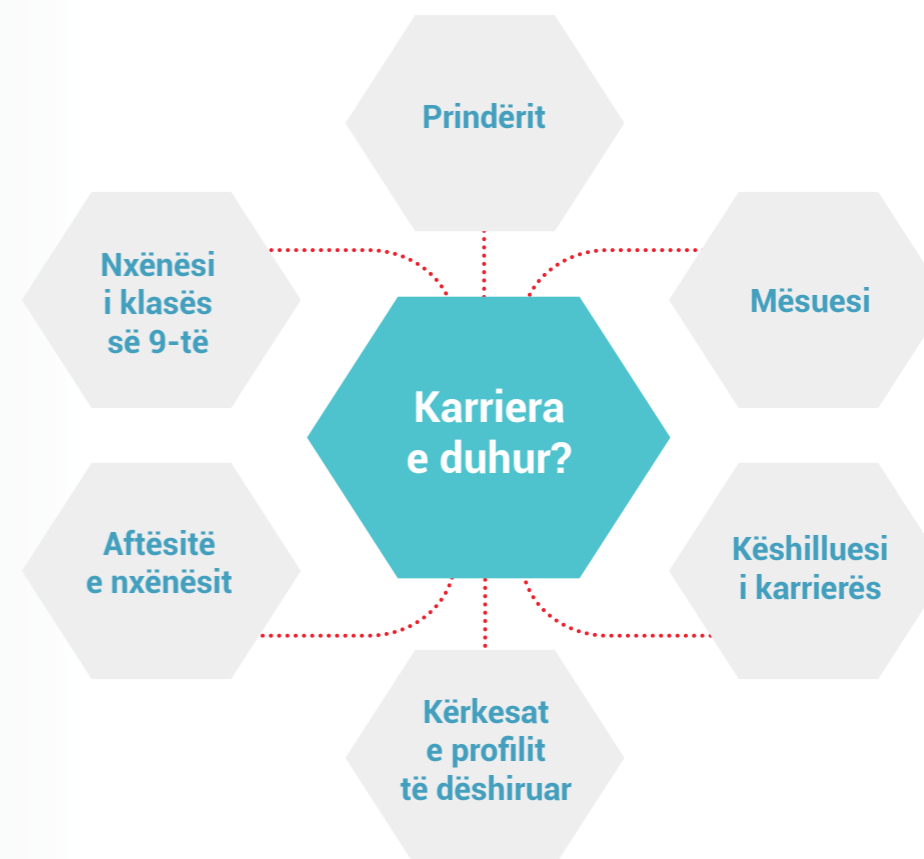 Prindërit
Nxënësi
i klasës
së 9-të
Mësuesi
Karriera
e duhur?
Aftësitë
e nxënësit
Këshilluesi
i karrierës
Kërkesat
e profilit
të dëshiruar